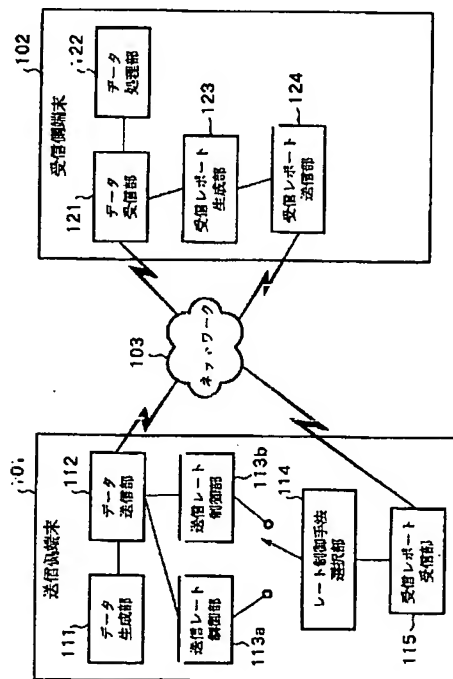 101
送信側端末
111
データ
生成部
112
データ
送信部
送信レート
制御部
113a
送信レート
制御部
113b
114
レート制御手法
選択部
受信レポート
受信部
115
103
ネットワーク
102
受信側端末
121
データ
受信部
122
データ
処理部
123
受信レポート
生成部
124
受信レポート
送信部